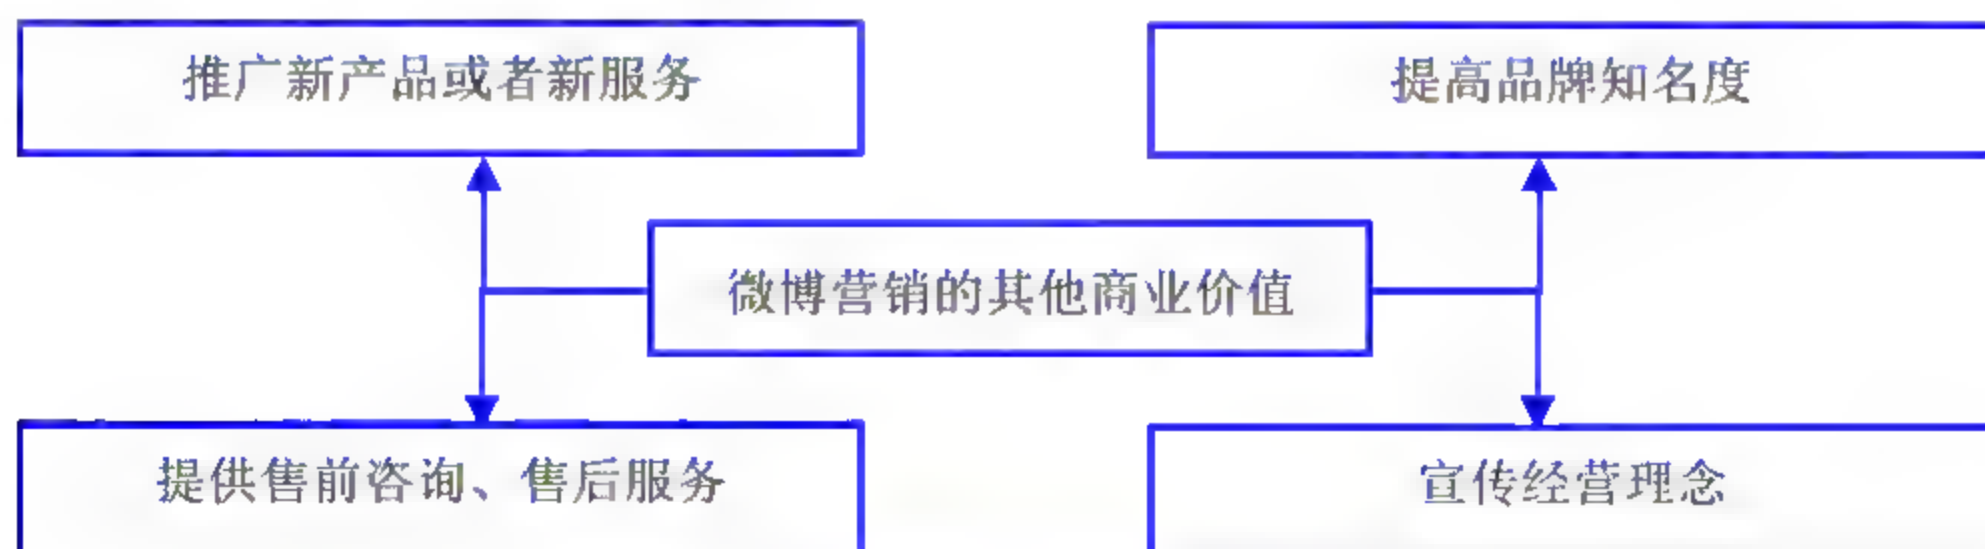 推广新产品或者新服务
提高品牌知名度
微博营销的其他商业价值
提供售前咨询、售后服务
宣传经营理念